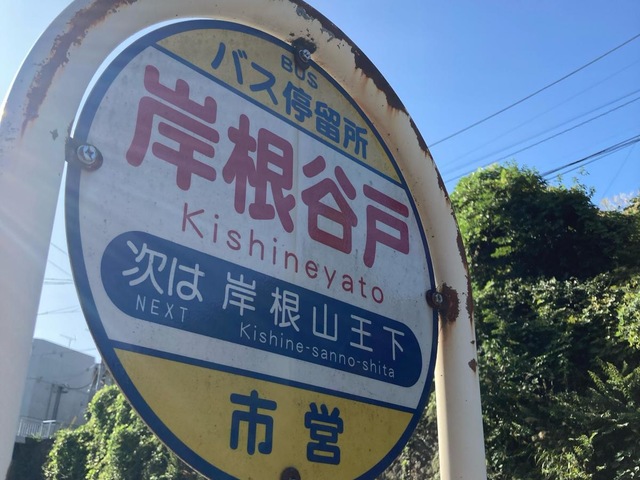 BUS
バス停留所
岸根谷戸
Kishineyato
次は 岸根山王下
NEXT Kishine-sanno-shita
市営